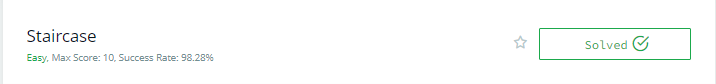 Staircase
Solved
Easy, Max Score: 10, Success Rate: 98.28%